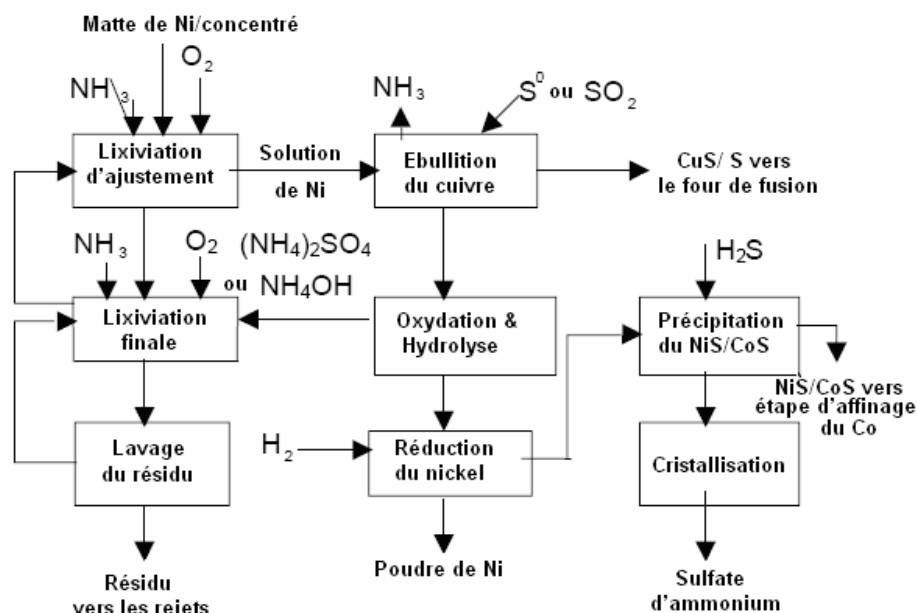 Matte de Ni/concentré
NH3
O2
NH3
S0 ou SO2
Lixiviation
d'ajustement
Solution
de Ni
Ebullition
du cuivre
CuS/ S vers
le four de fusion
NH3
O2
(NH4)2SO4
ou NH4OH
H2S
Lixiviation
finale
Oxydation &
Hydrolyse
Précipitation
du NiS/CoS
NiS/CoS vers
étape d'affinage
du Co
Lavage
du résidu
H2
Réduction
du nickel
Cristallisation
Résidu
vers les rejets
Poudre de Ni
Sulfate
d'ammonium